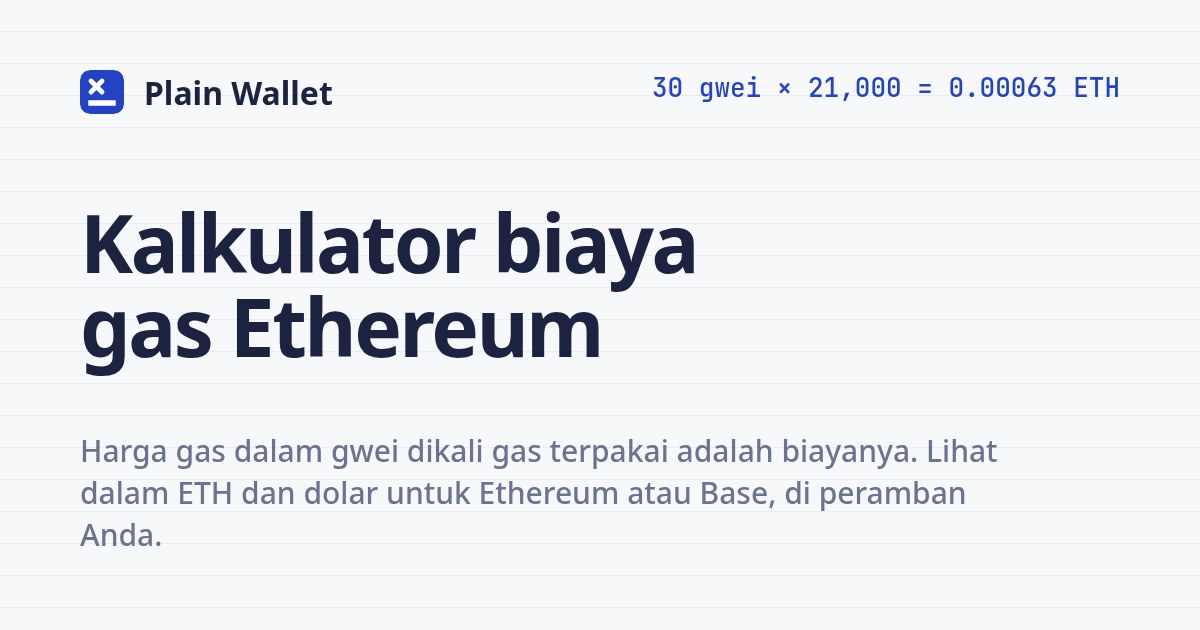 Plain Wallet
30 gwei × 21,000 = 0.00063 ETH
Kalkulator biaya
gas Ethereum
Harga gas dalam gwei dikali gas terpakai adalah biayanya. Lihat
dalam ETH dan dolar untuk Ethereum atau Base, di peramban
Anda.